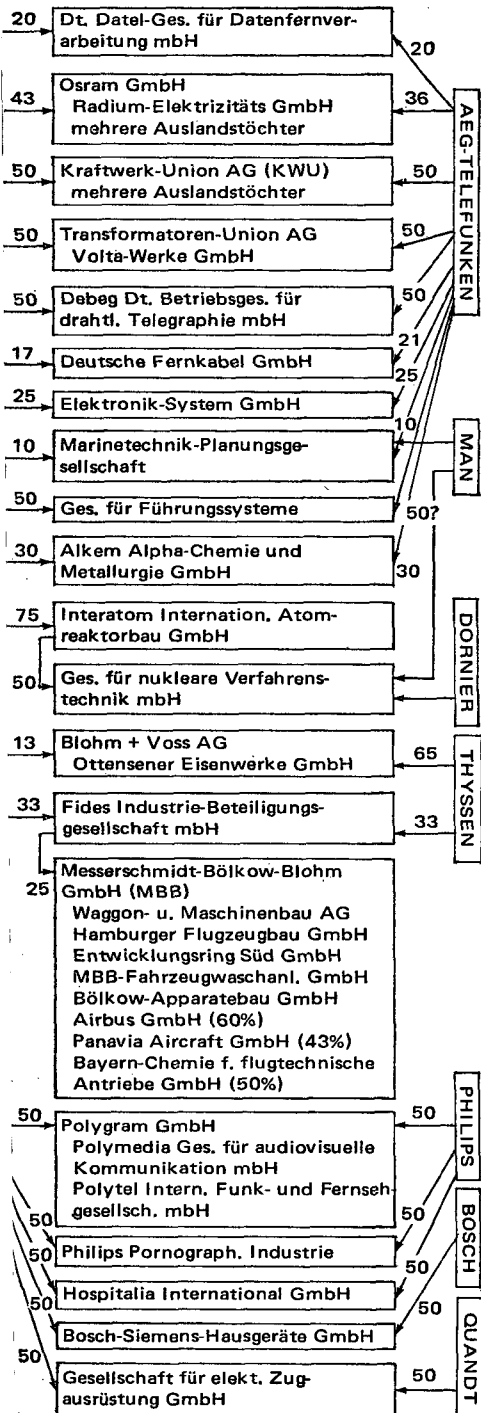 20
Dt. Datel-Ges. für Datenfernver-
arbeitung mbH
20
43
Osram GmbH
Radium-Elektrizitäts GmbH
mehrere Auslandstöchter
36
AEG-TELEFUNKEN
50
Kraftwerk-Union AG (KWU)
mehrere Auslandstöchter
50
50
Transformatoren-Union AG
Volta-Werke GmbH
50
50
Debeg Dt. Betriebsges. für
drahtl. Telegraphie mbH
50
17
Deutsche Fernkabel GmbH
21
25
Elektronik-System GmbH
25
10
Marinetechnik-Planungsge-
sellschaft
10
MAN
50
Ges. für Führungssysteme
50?
30
Alkem Alpha-Chemie und
Metallurgie GmbH
30
75
Interatom Internation. Atom-
reaktorbau GmbH
DORNIER
50
Ges. für nukleare Verfahrens-
technik mbH
13
Blohm + Voss AG
Ottensener Eisenwerke GmbH
65
THYSSEN
33
Fides Industrie-Beteiligungs-
gesellschaft mbH
33
25
Messerschmidt-Bölkow-Blohm
GmbH (MBB)
Waggon- u. Maschinenbau AG
Hamburger Flugzeugbau GmbH
Entwicklungsring Süd GmbH
MBB-Fahrzeugwaschanl. GmbH
Bölkow-Apparatebau GmbH
Airbus GmbH (60%)
Panavia Aircraft GmbH (43%)
Bayern-Chemie f. flugtechnische
Antriebe GmbH (50%)
50
Polygram GmbH
Polymedia Ges. für audiovisuelle
Kommunikation mbH
Polytel Intern. Funk- und Fernseh-
gesellsch. mbH
50
PHILIPS
50
Philips Pornograph. Industrie
50
50
Hospitalia International GmbH
50
BOSCH
50
Bosch-Siemens-Hausgeräte GmbH
50
50
Gesellschaft für elekt. Zug-
ausrüstung GmbH
50
QUANDT